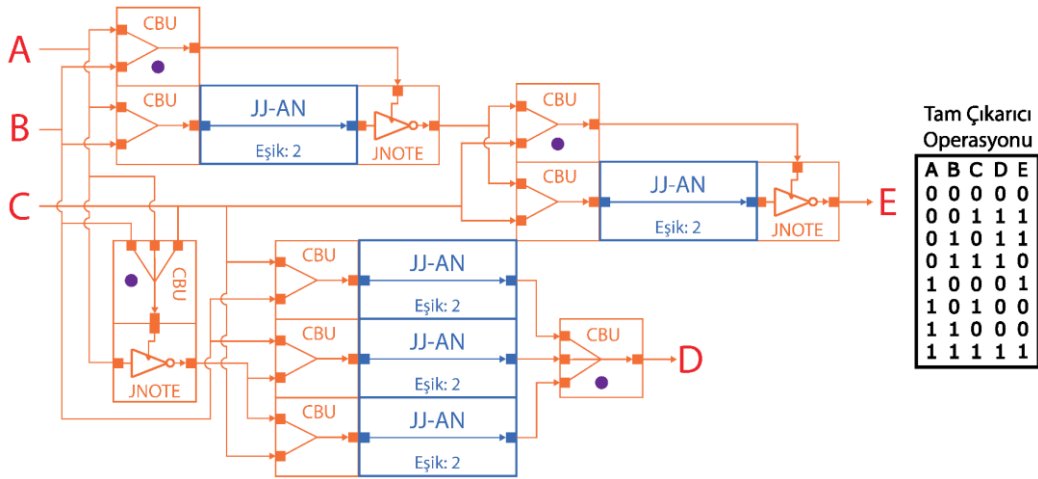 CBU
A
CBU
JJ-AN
Eşik: 2
JNOTE
B
CBU
CBU
JJ-AN
Eşik: 2
JNOTE
E
C
CBU
JNOTE
CBU
JJ-AN
Eşik: 2
CBU
JJ-AN
Eşik: 2
CBU
JJ-AN
Eşik: 2
CBU
D
Tam Çıkarıcı
Operasyonu
A B C D E
0 0 0 0 0
0 0 1 1 1
0 1 0 1 1
0 1 1 1 0
1 0 0 0 1
1 0 1 0 0
1 1 0 0 0
1 1 1 1 1